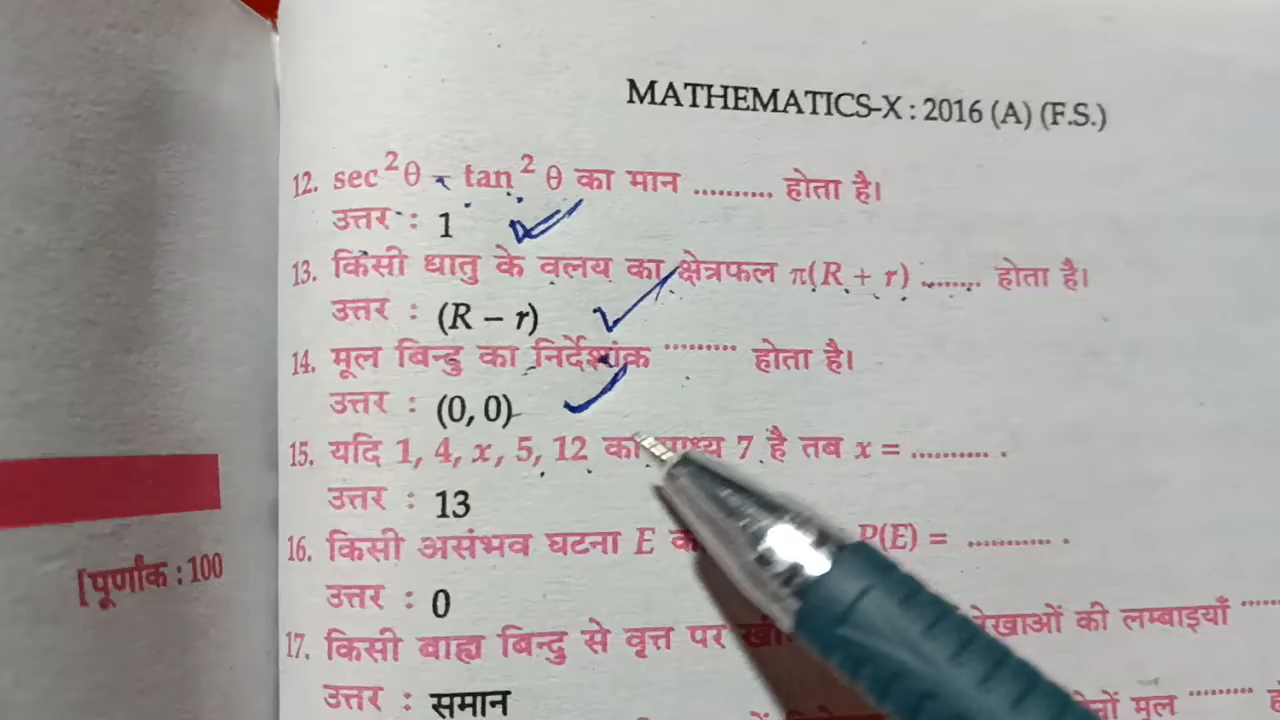 MATHEMATICS-X : 2016 (A) (F.S.)
12. sec²θ - tan²θ का मान .......... होता है।
उत्तर : 1
13. किसी धातु के वलय का क्षेत्रफल π(R + r) ........ होता है।
उत्तर : (R – r)
14. मूल बिन्दु का निर्देशांक ......... होता है।
उत्तर : (0, 0)
15. यदि 1, 4, x, 5, 12 का माध्य 7 है तब x = .......... .
उत्तर : 13
16. किसी असंभव घटना E P(E) = ........... .
उत्तर : 0
[पूर्णांक : 100
17. किसी बाह्य बिन्दु से वृत्त पर की लम्बाइयाँ ......
उत्तर : समान
मूल .........